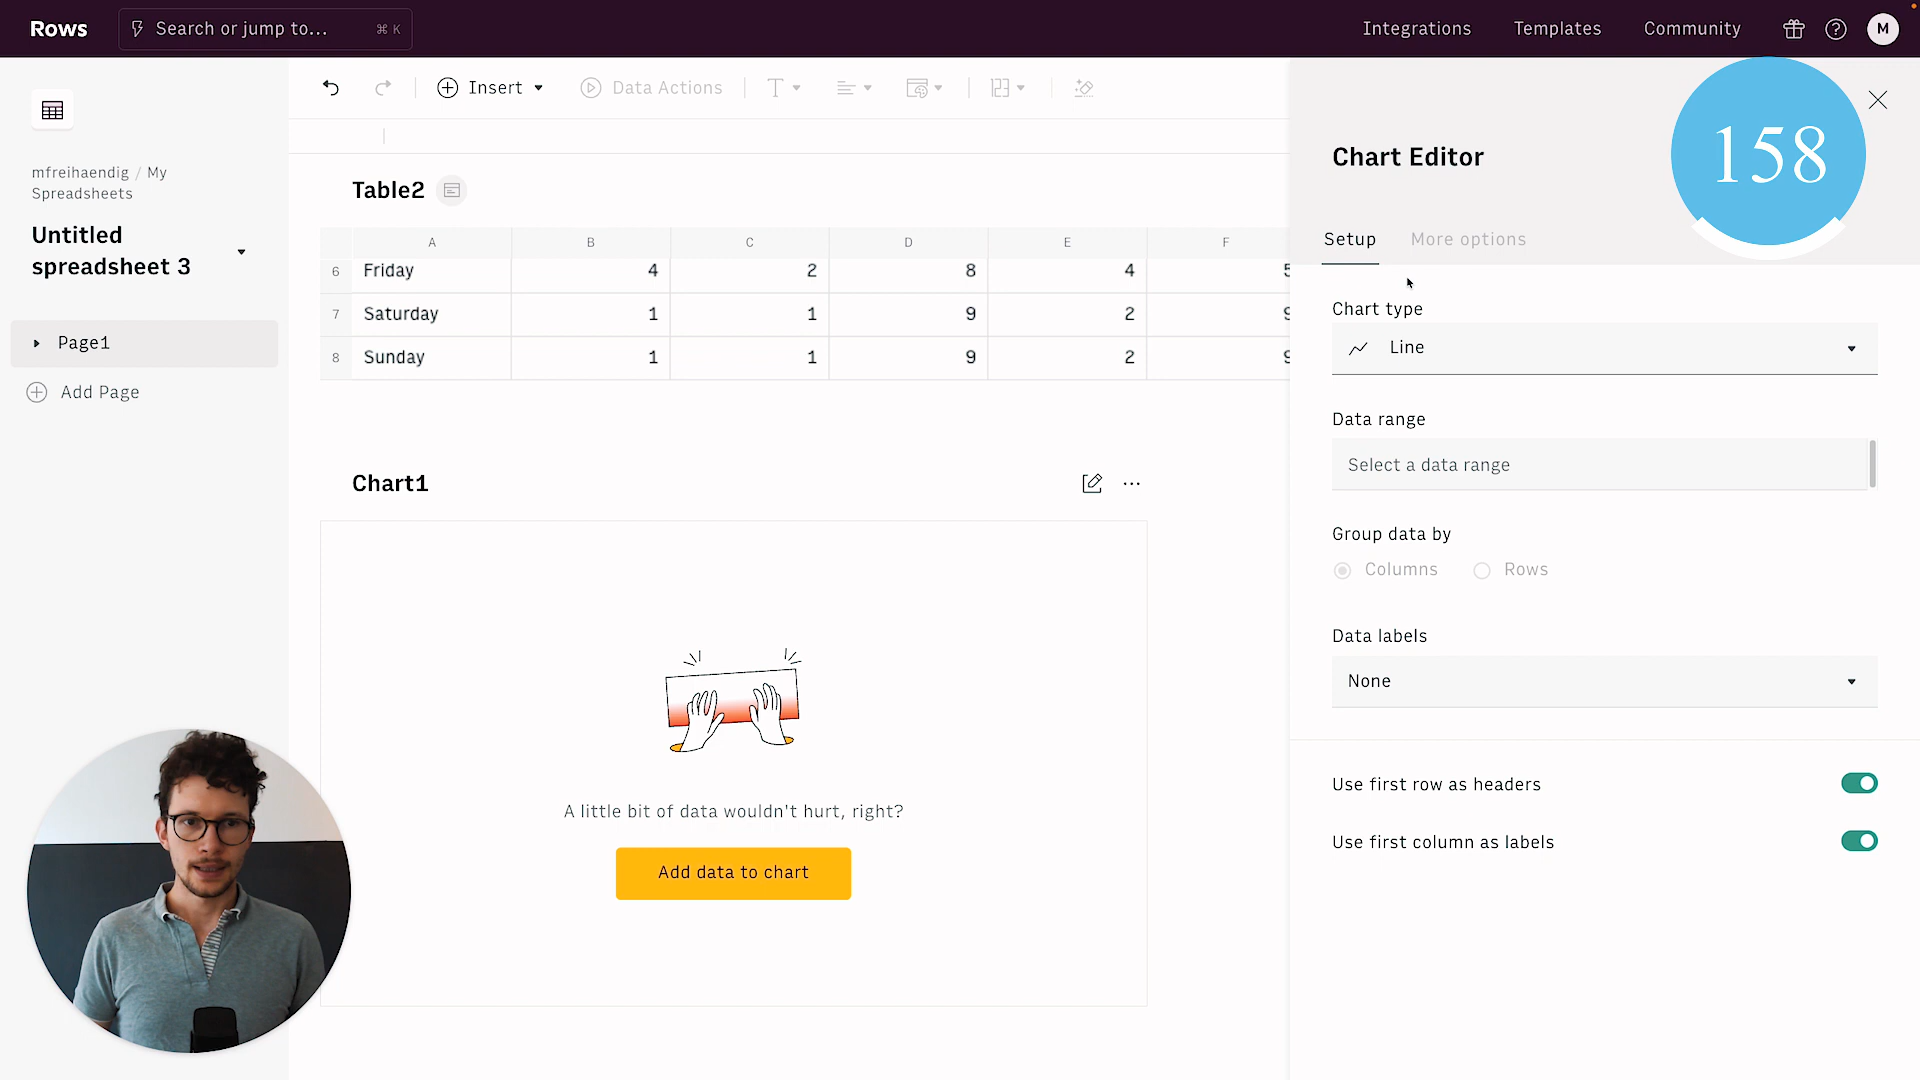 Rows
Search or jump to...
⌘ K
Integrations
Templates
Community
M
Insert
Data Actions
158
mfreihaendig / My
Spreadsheets
Untitled
spreadsheet 3
Page1
Add Page
Table2
A B C D E F
6 Friday 4 2 8 4 5
7 Saturday 1 1 9 2 9
8 Sunday 1 1 9 2 9
Chart1
A little bit of data wouldn't hurt, right?
Add data to chart
Chart Editor
Setup
More options
Chart type
Line
Data range
Select a data range
Group data by
Columns
Rows
Data labels
None
Use first row as headers
Use first column as labels